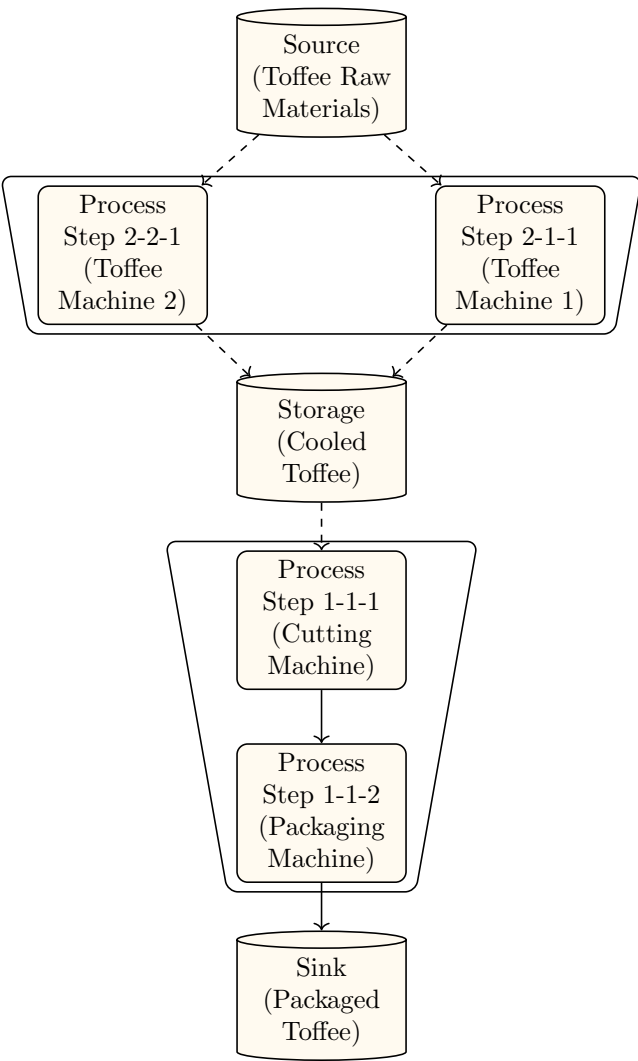 Source
(Toffee Raw
Materials)
Process
Step 2-2-1
(Toffee
Machine 2)
Process
Step 2-1-1
(Toffee
Machine 1)
Storage
(Cooled
Toffee)
Process
Step 1-1-1
(Cutting
Machine)
Process
Step 1-1-2
(Packaging
Machine)
Sink
(Packaged
Toffee)